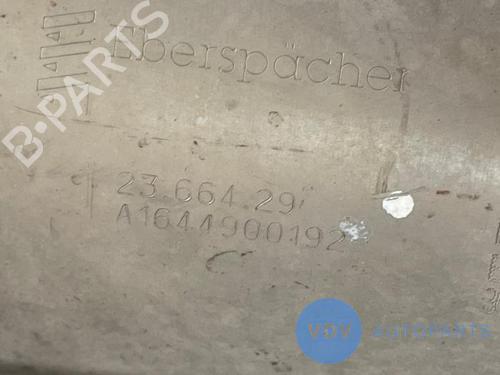 Eberspächer
B-PARTS
23.664.29
A1644900192
VDV AUTOPARTS